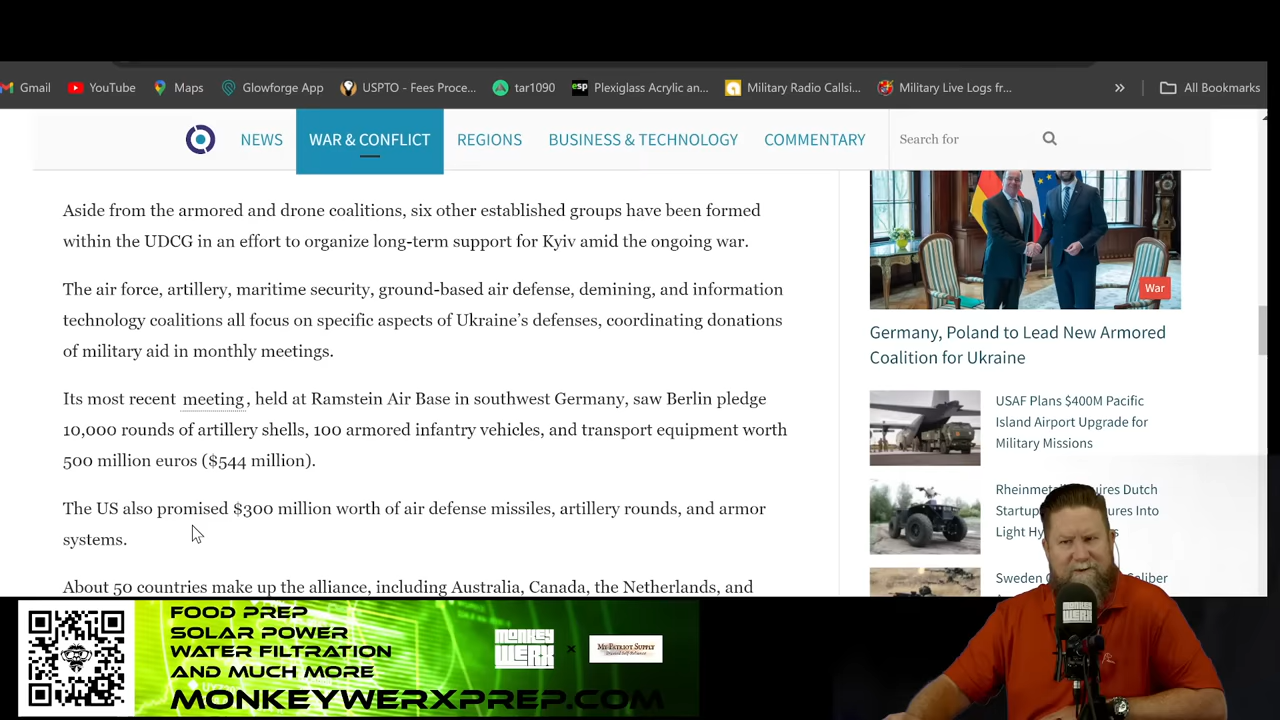 Gmail
YouTube
Maps
Glowforge App
USPTO - Fees Proce...
tar1090
esp
Plexiglass Acrylic an...
Military Radio Callsi...
Military Live Logs fr...
»
All Bookmarks
NEWS
WAR & CONFLICT
REGIONS
BUSINESS & TECHNOLOGY
COMMENTARY
Search for
Aside from the armored and drone coalitions, six other established groups have been formed
within the UDCG in an effort to organize long-term support for Kyiv amid the ongoing war.
The air force, artillery, maritime security, ground-based air defense, demining, and information
technology coalitions all focus on specific aspects of Ukraine’s defenses, coordinating donations
of military aid in monthly meetings.
Its most recent meeting, held at Ramstein Air Base in southwest Germany, saw Berlin pledge
10,000 rounds of artillery shells, 100 armored infantry vehicles, and transport equipment worth
500 million euros ($544 million).
The US also promised $300 million worth of air defense missiles, artillery rounds, and armor
systems.
About 50 countries make up the alliance, including Australia, Canada, the Netherlands, and
War
Germany, Poland to Lead New Armored
Coalition for Ukraine
USAF Plans $400M Pacific
Island Airport Upgrade for
Military Missions
Dutch
Startup Into
Light
Sweden
MONKEY
WERX
FOOD PREP
SOLAR POWER
WATER FILTRATION
AND MUCH MORE
MONKEYWERXPREP.COM
MONKEY
WERX
×
MY PATRIOT SUPPLY